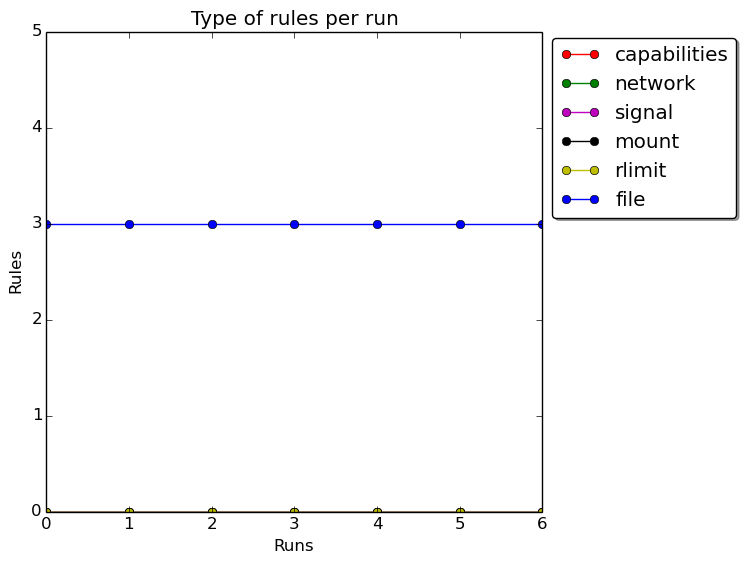 Type of rules per run
5
4
3
2
1
0
Rules
0 1 2 3 4 5 6
Runs
capabilities
network
signal
mount
rlimit
file